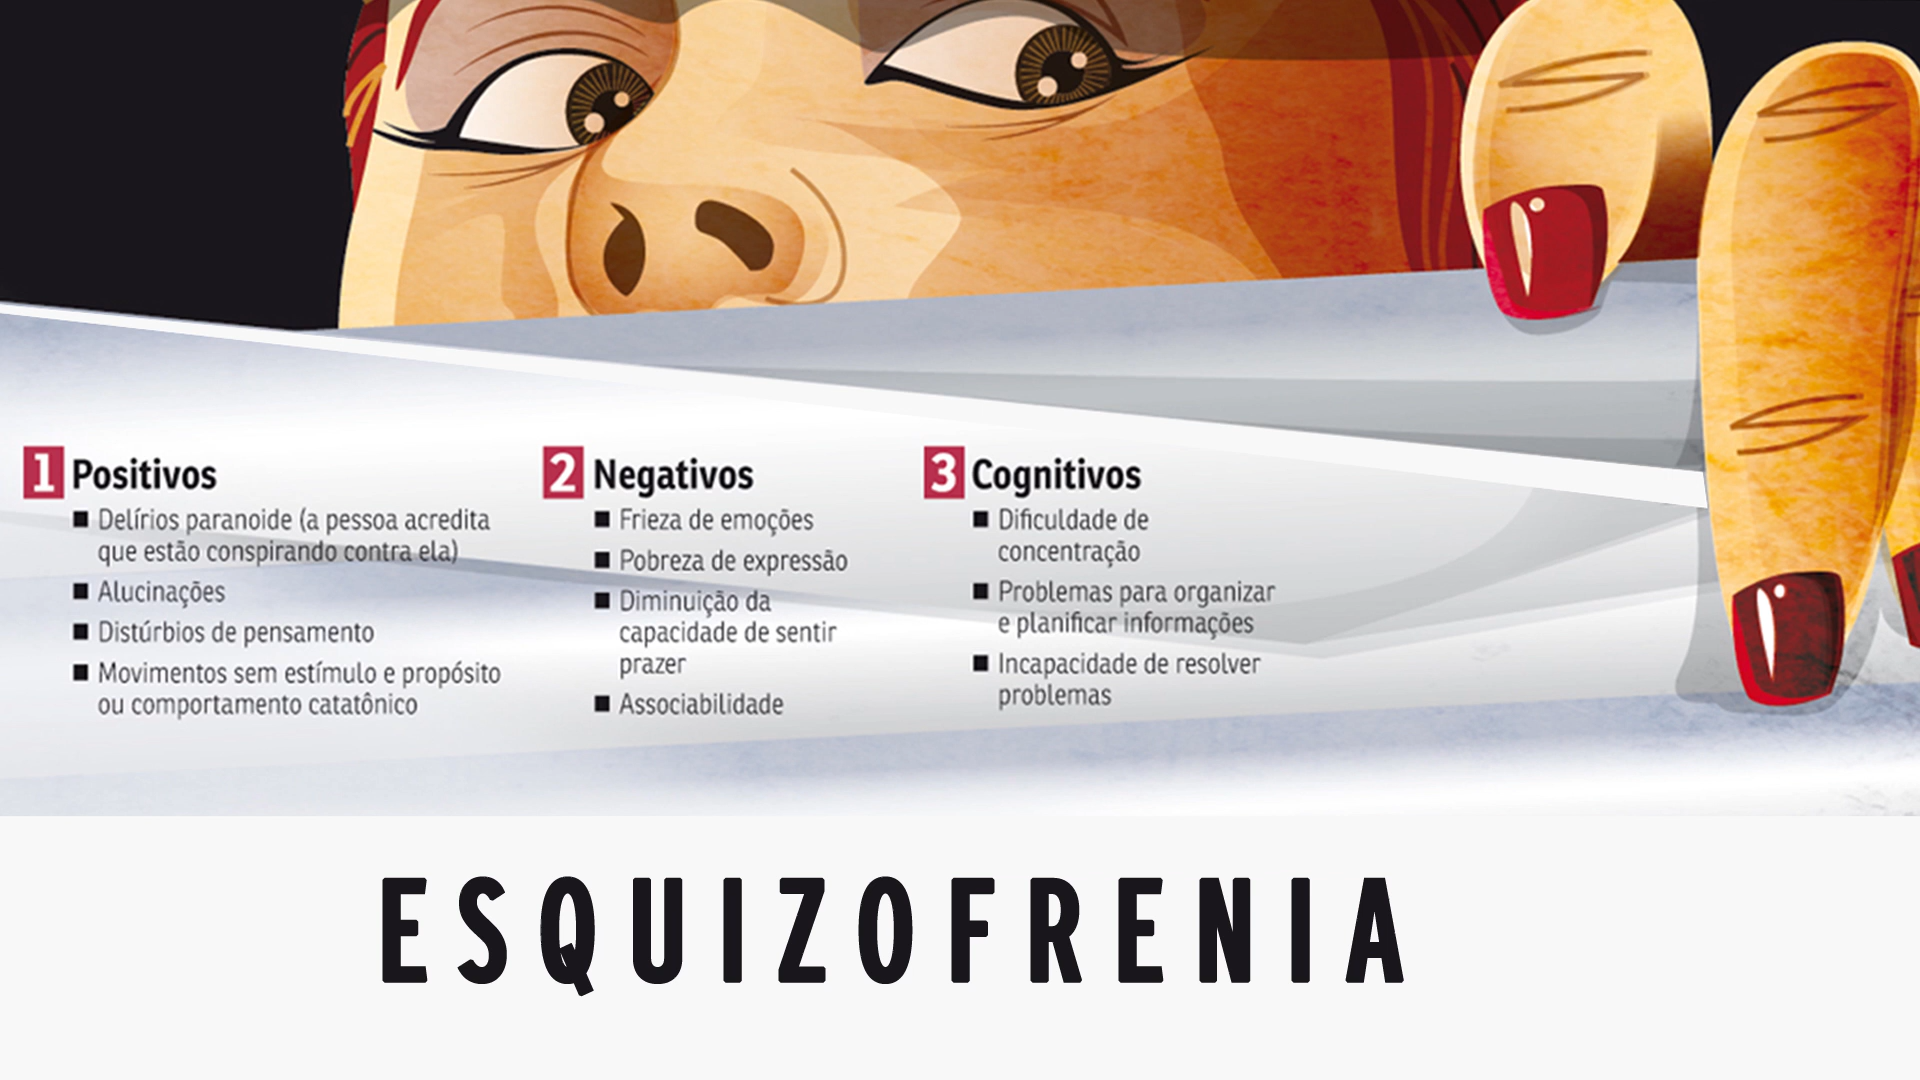 1 Positivos
■ Delírios paranoide (a pessoa acredita
que estão conspirando contra ela)
■ Alucinações
■ Distúrbios de pensamento
■ Movimentos sem estímulo e propósito
ou comportamento catatônico
2 Negativos
■ Frieza de emoções
■ Pobreza de expressão
■ Diminuição da
capacidade de sentir
prazer
■ Associabilidade
3 Cognitivos
■ Dificuldade de
concentração
■ Problemas para organizar
e planificar informações
■ Incapacidade de resolver
problemas
ESQUIZOFRENIA